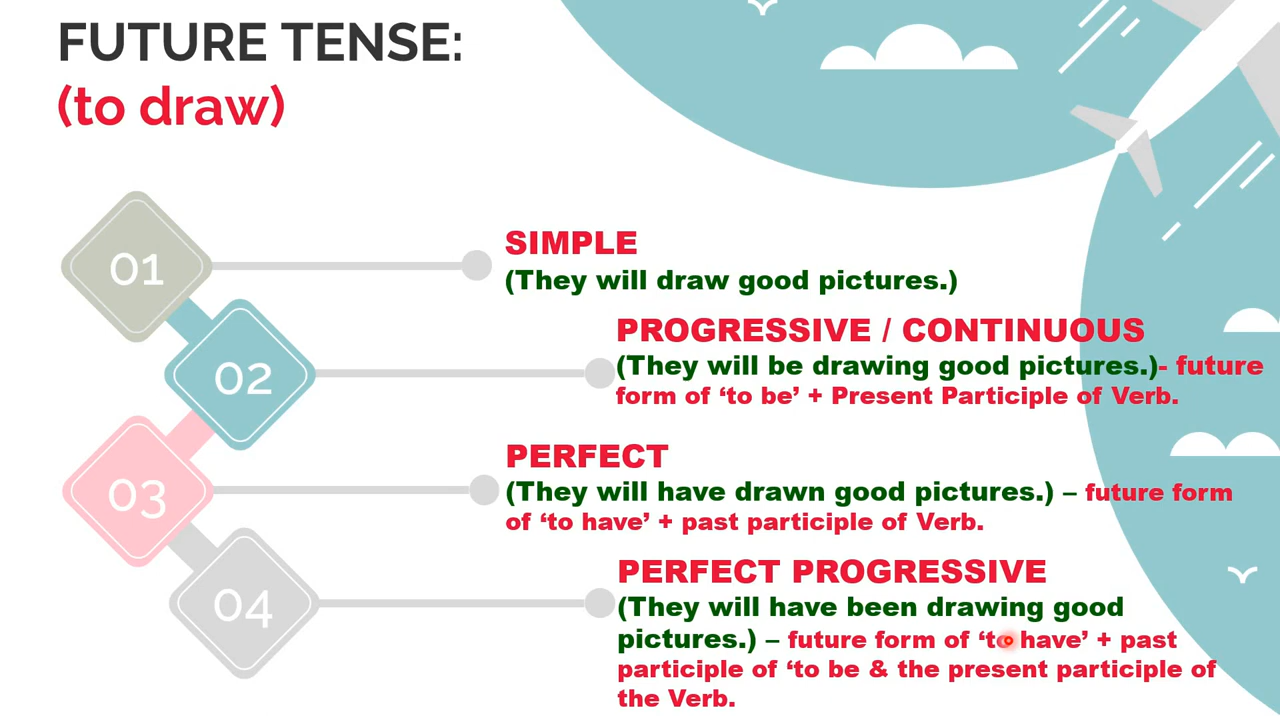 FUTURE TENSE:
(to draw)
01
SIMPLE
(They will draw good pictures.)
02
PROGRESSIVE / CONTINUOUS
(They will be drawing good pictures.)- future
form of ‘to be’ + Present Participle of Verb.
03
PERFECT
(They will have drawn good pictures.) – future form
of ‘to have’ + past participle of Verb.
04
PERFECT PROGRESSIVE
(They will have been drawing good
pictures.) – future form of ‘to have’ + past
participle of ‘to be & the present participle of
the Verb.